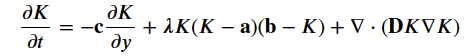 ∂K/∂t = −𝐜 ∂K/∂y + λK(K − 𝐚)(𝐛 − K) + ∇ · (𝐃K∇K)